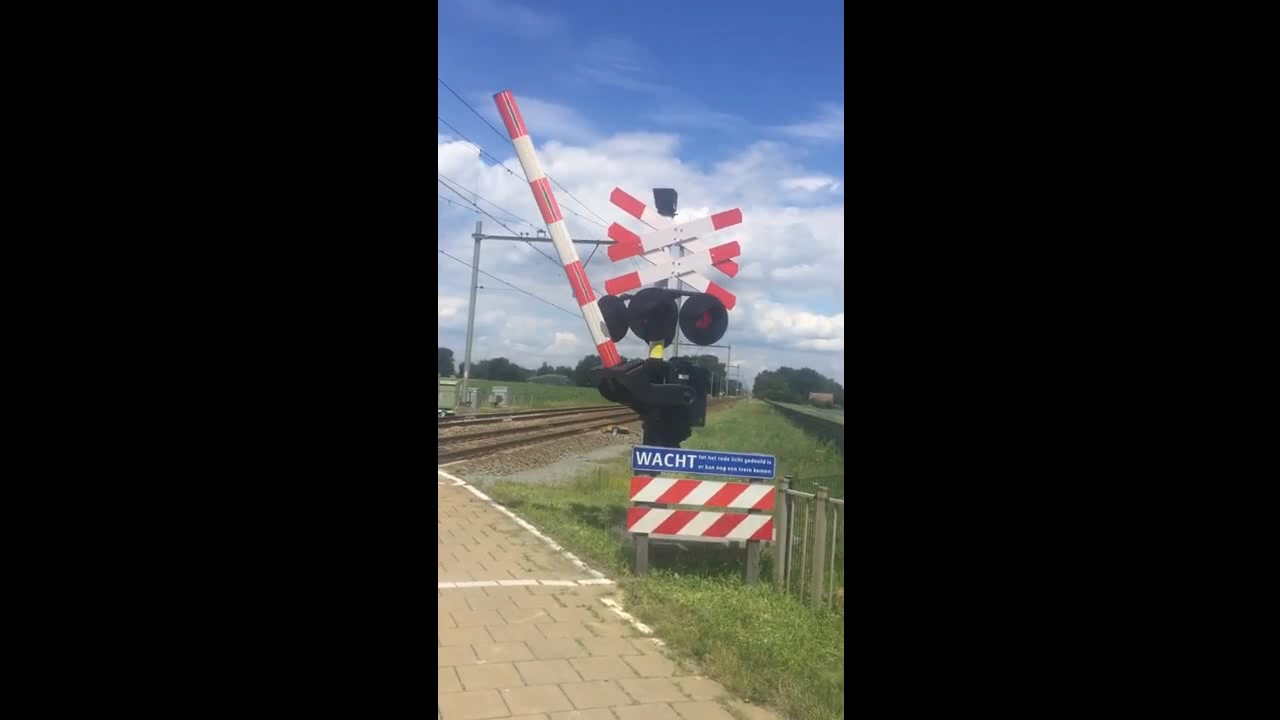 WACHT tot het rode licht gedoofd is
er kan nog een trein komen